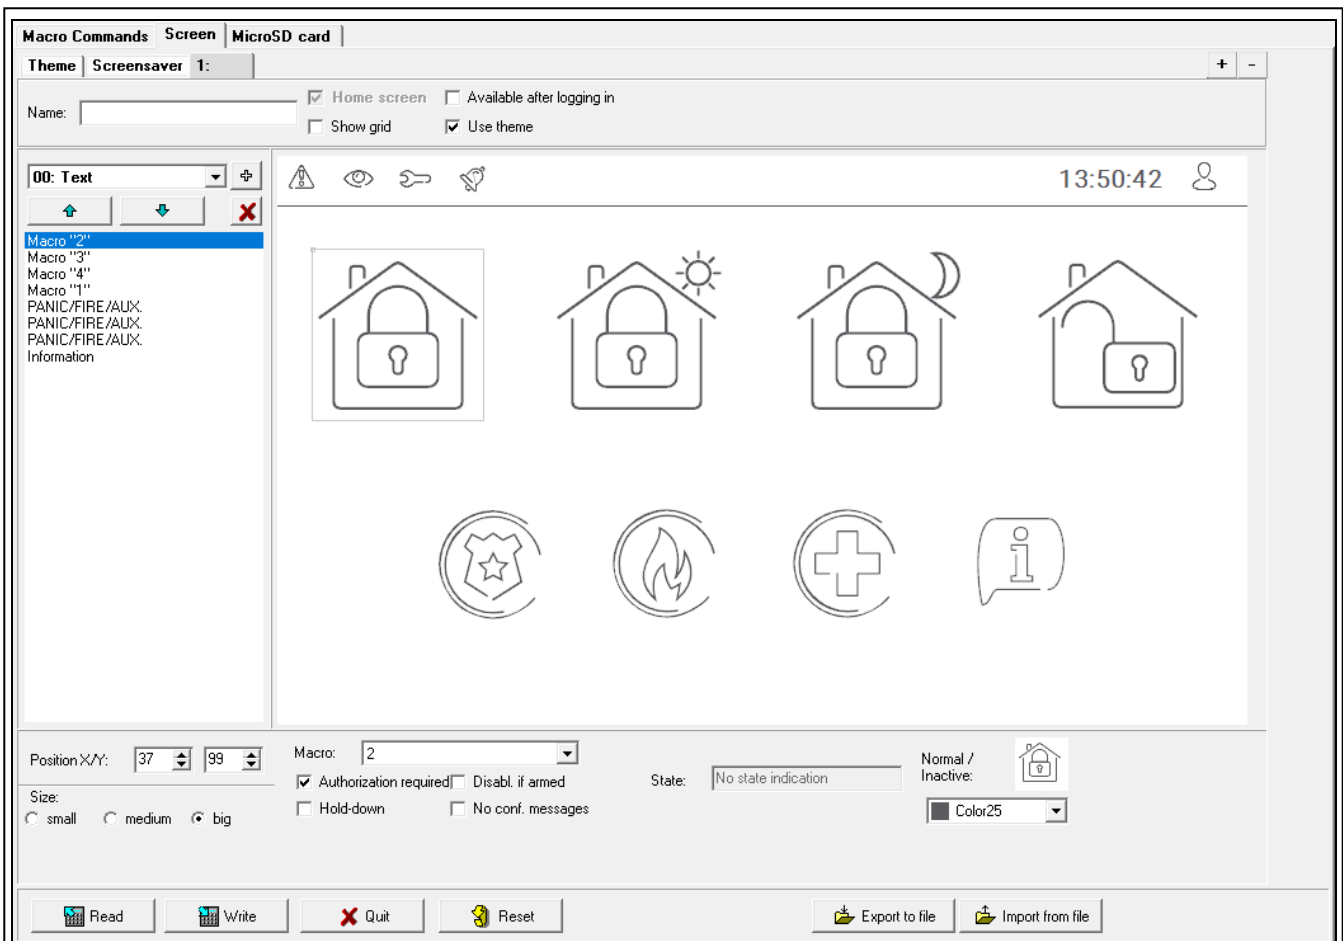 Macro Commands Screen MicroSD card
Theme Screensaver 1: + -
Name: Home screen Available after logging in
Show grid Use theme
00: Text
13:50:42
Macro "2"
Macro "3"
Macro "4"
Macro "1"
PANIC/FIRE/AUX.
PANIC/FIRE/AUX.
PANIC/FIRE/AUX.
Information
Position X/Y: 37 99
Size:
small medium big
Macro: 2
Authorization required Disabl. if armed
Hold-down No conf. messages
State: No state indication
Normal /
Inactive:
Color25
Read Write Quit Reset Export to file Import from file